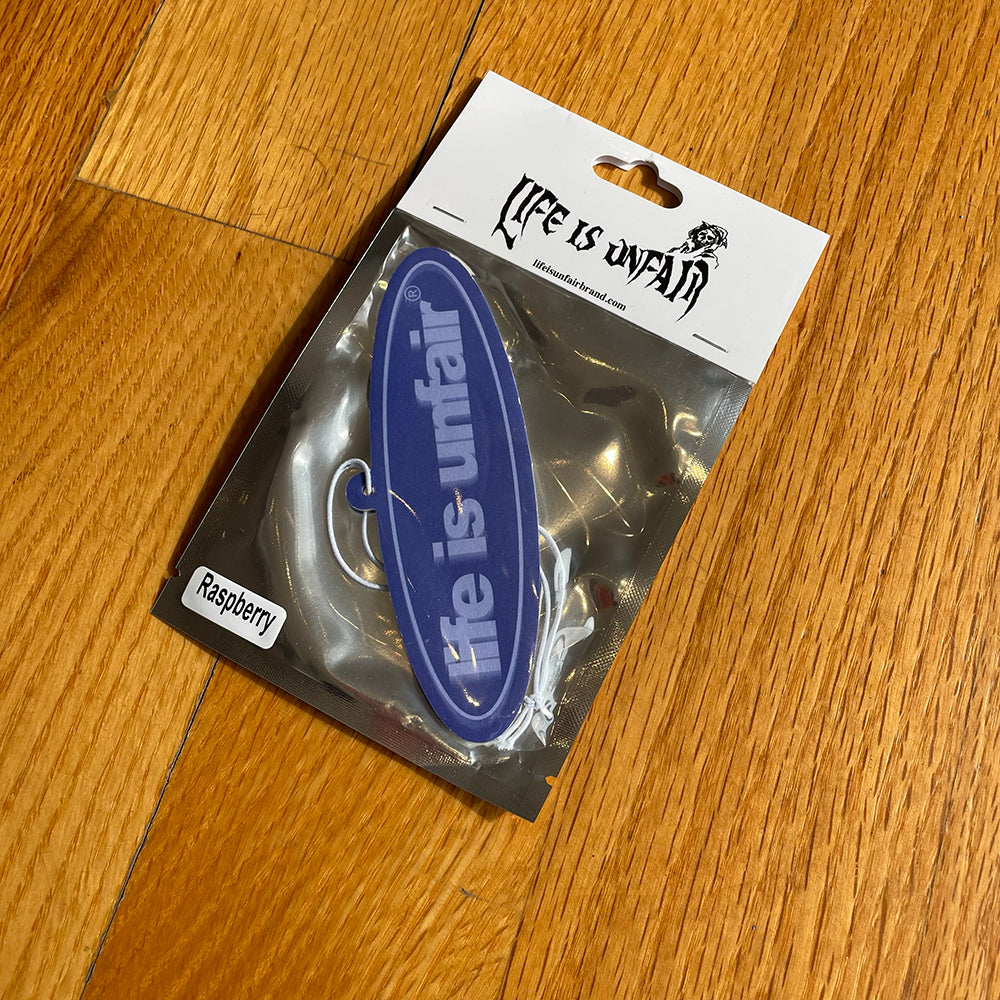 LIFE IS UNFAIR
lifeisunfairbrand.com
life is unfair®
Raspberry